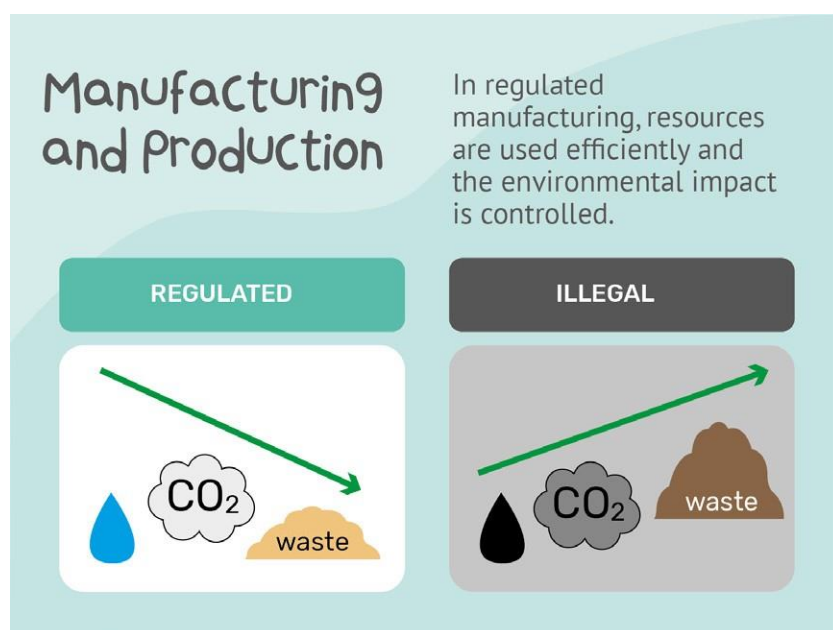 Manufacturing
and Production
In regulated
manufacturing, resources
are used efficiently and
the environmental impact
is controlled.
REGULATED
ILLEGAL
CO₂
waste
CO₂
waste